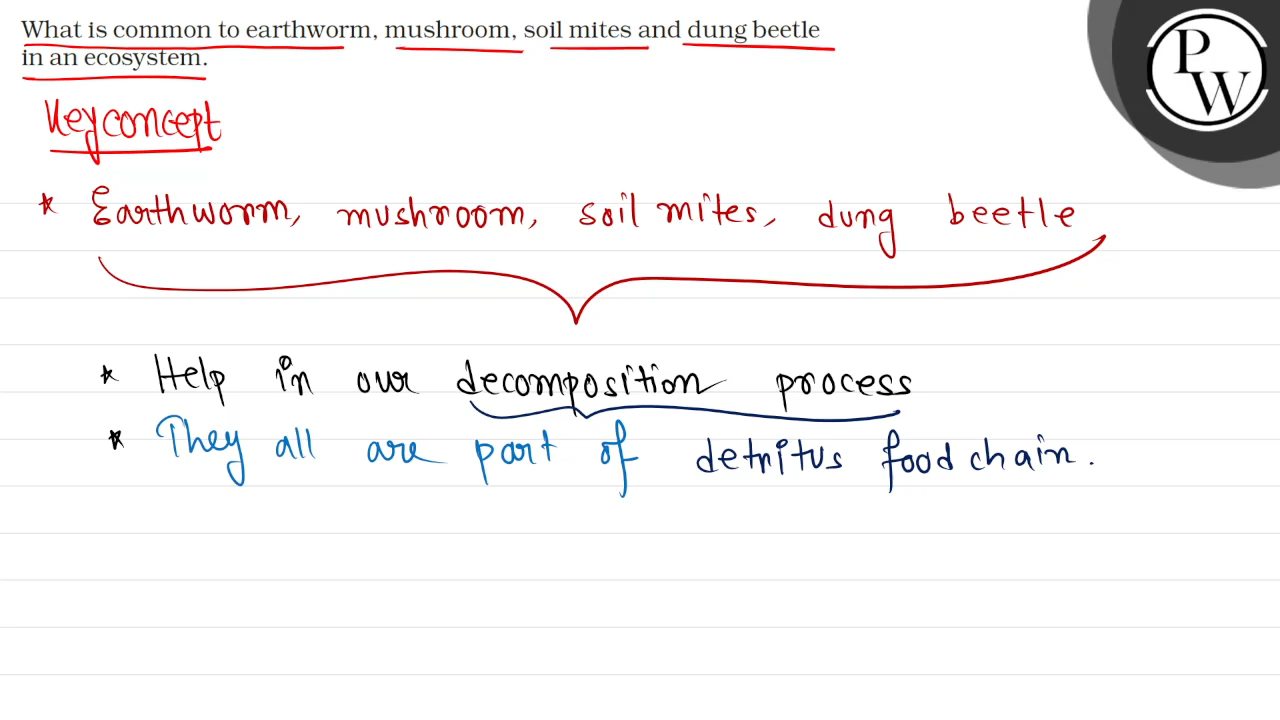 What is common to earthworm, mushroom, soil mites and dung beetle
in an ecosystem.
PW
Key concept
* Earthworm, mushroom, soil mites, dung beetle
* Help in our decomposition process
* They all are part of detritus food chain.